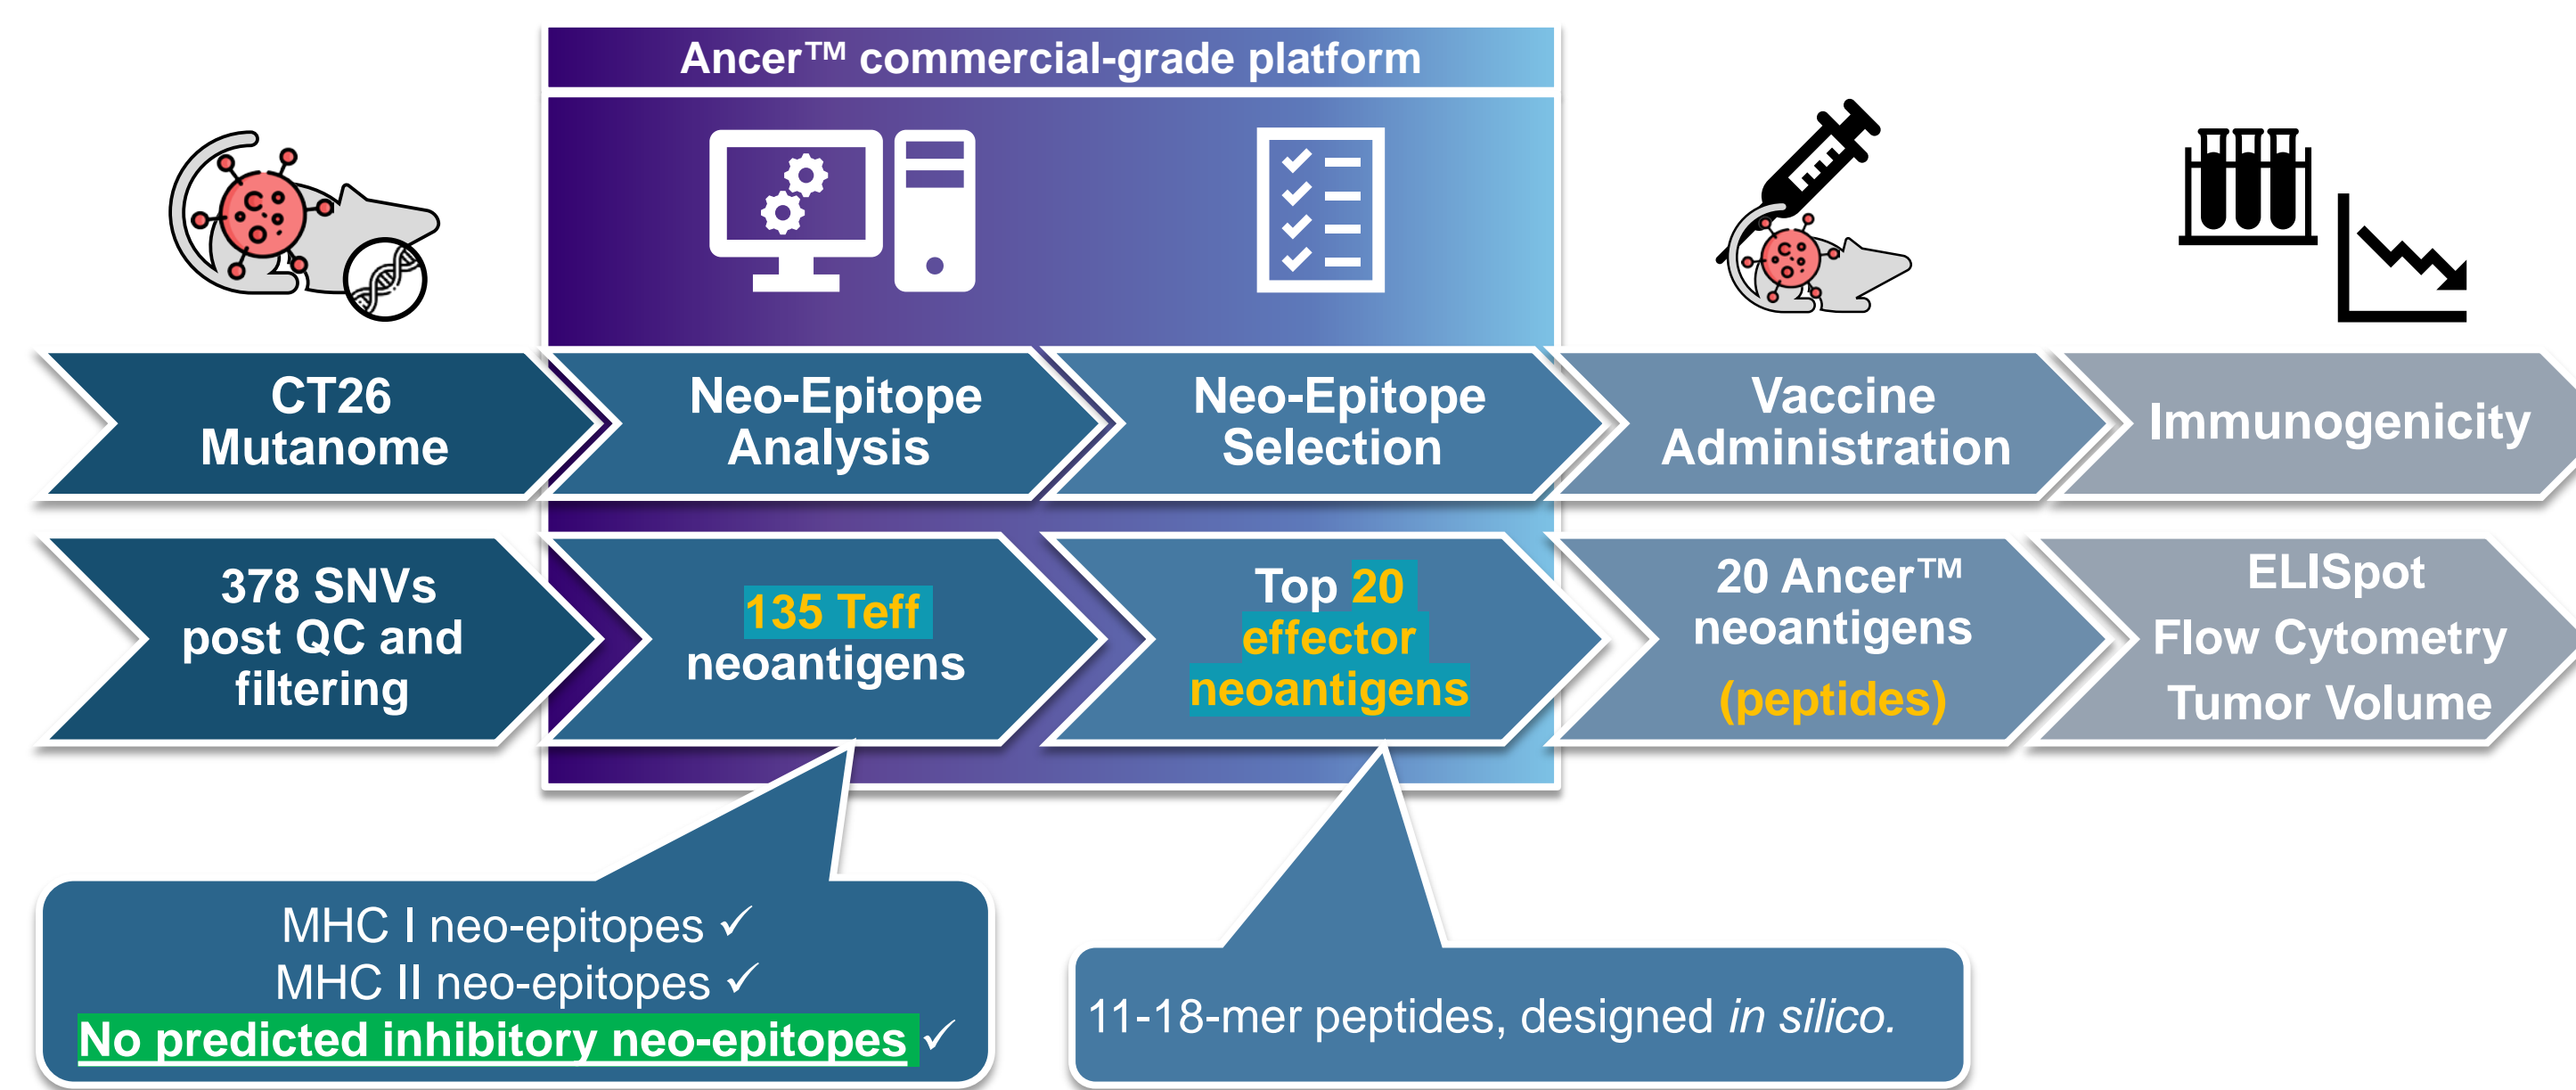 Ancer™ commercial-grade platform
CT26
Mutanome
Neo-Epitope
Analysis
Neo-Epitope
Selection
Vaccine
Administration
Immunogenicity
378 SNVs
post QC and
filtering
135 Teff
neoantigens
Top 20
effector
neoantigens
20 Ancer™
neoantigens
(peptides)
ELISpot
Flow Cytometry
Tumor Volume
MHC I neo-epitopes ✓
MHC II neo-epitopes ✓
No predicted inhibitory neo-epitopes ✓
11-18-mer peptides, designed in silico.